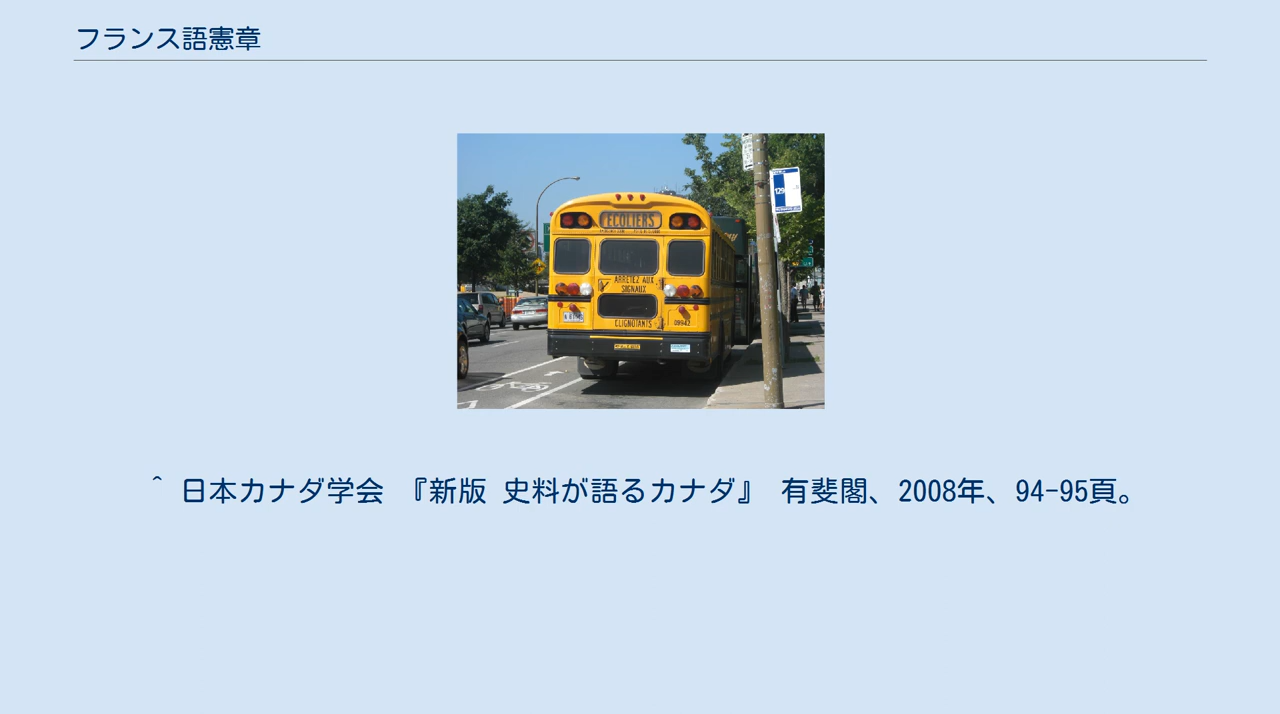 フランス語憲章
ECOLIERS
ARRETEZ AUX
SIGNAUX
CLIGNOTANTS
129
^ 日本カナダ学会 『新版 史料が語るカナダ』 有斐閣、2008年、94-95頁。